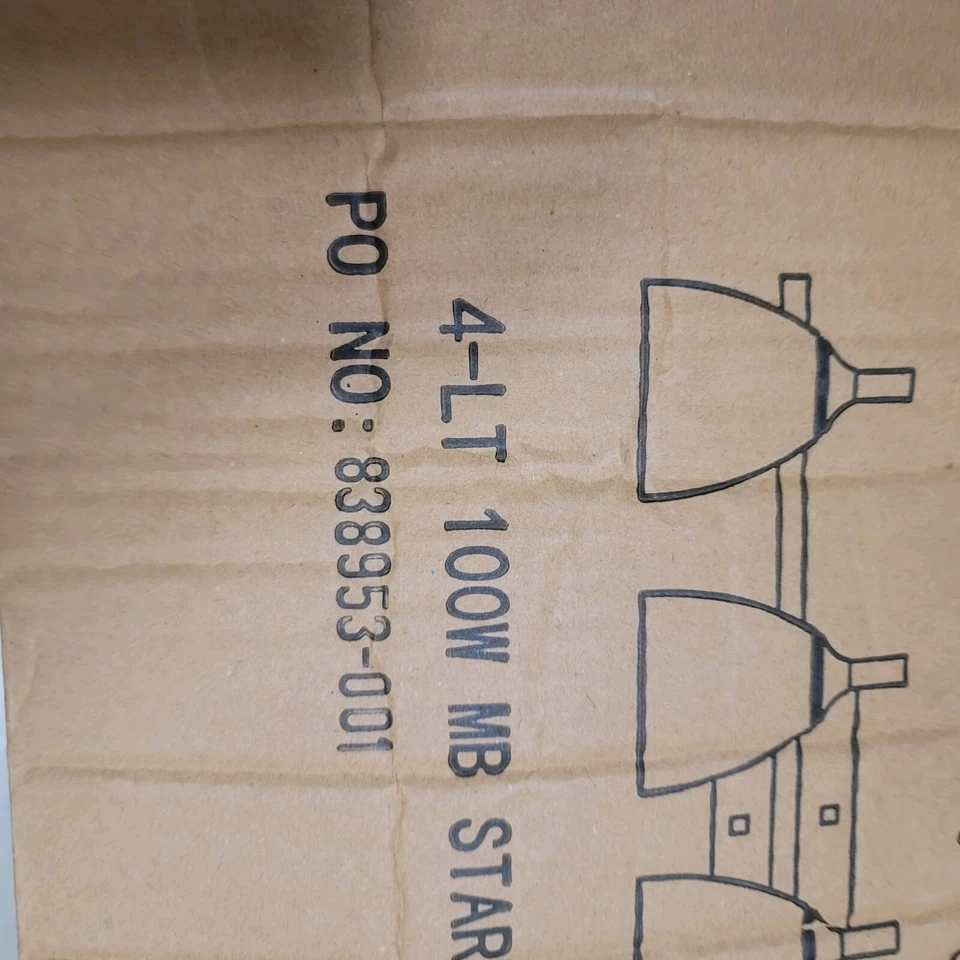 4-LT 100W MB STAR
PO NO: 838953-001